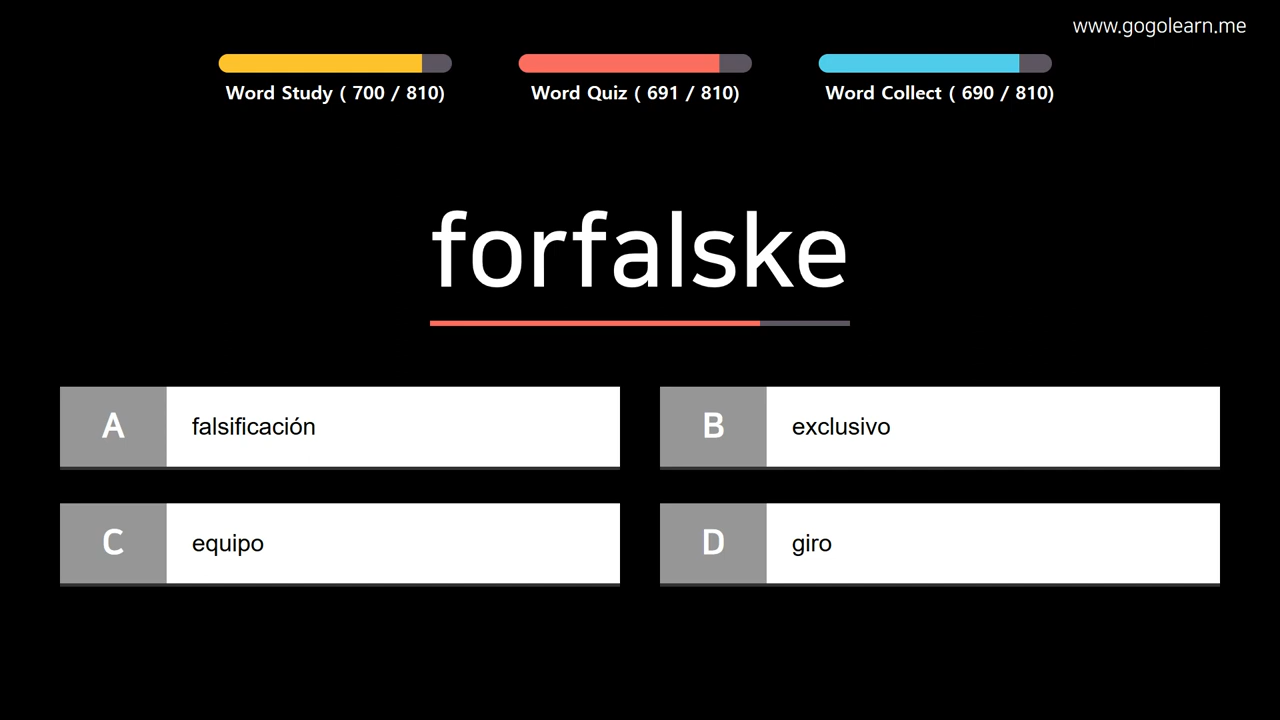 www.gogolearn.me
Word Study ( 700 / 810)
Word Quiz ( 691 / 810)
Word Collect ( 690 / 810)
forfalske
A falsificación
B exclusivo
C equipo
D giro